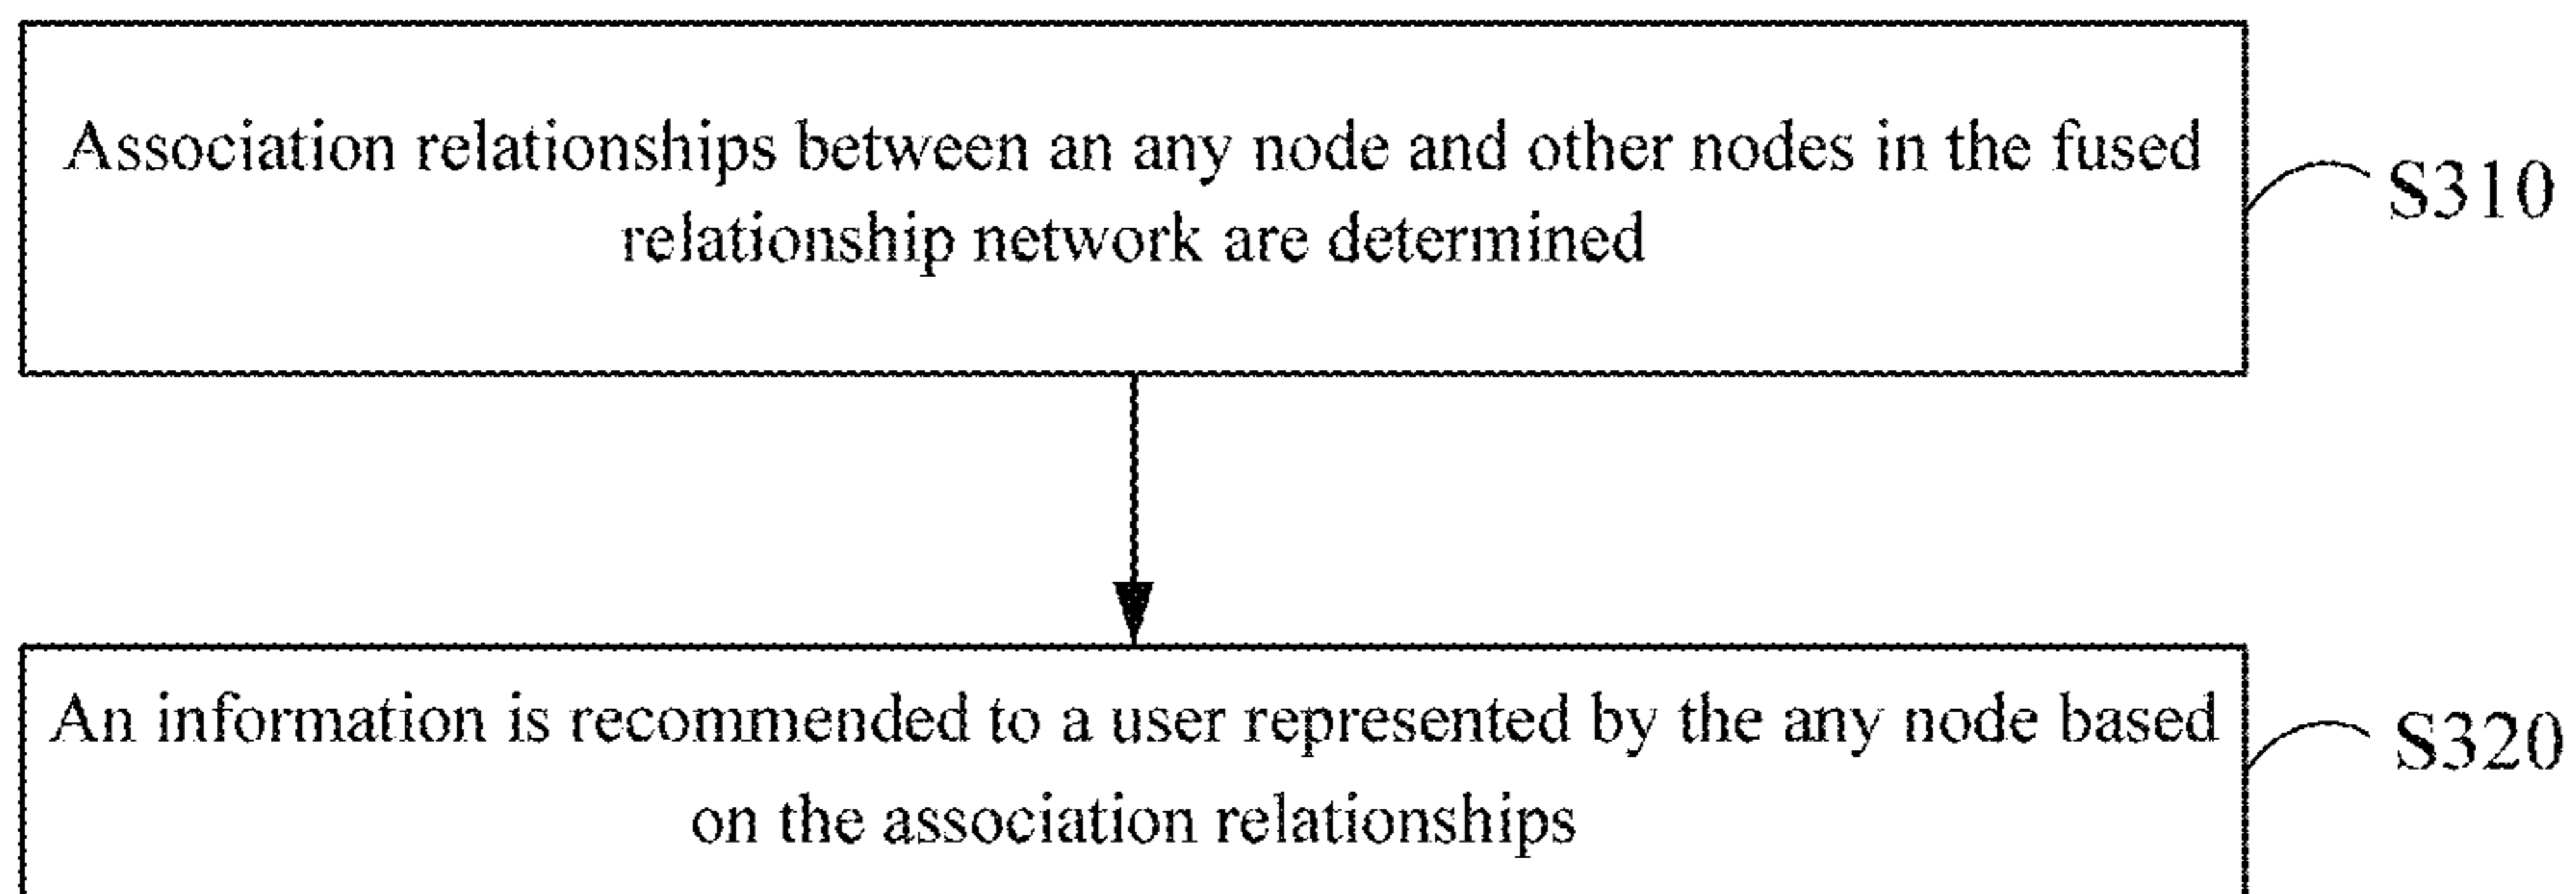 Association relationships between an any node and other nodes in the fused
relationship network are determined
S310
An information is recommended to a user represented by the any node based
on the association relationships
S320